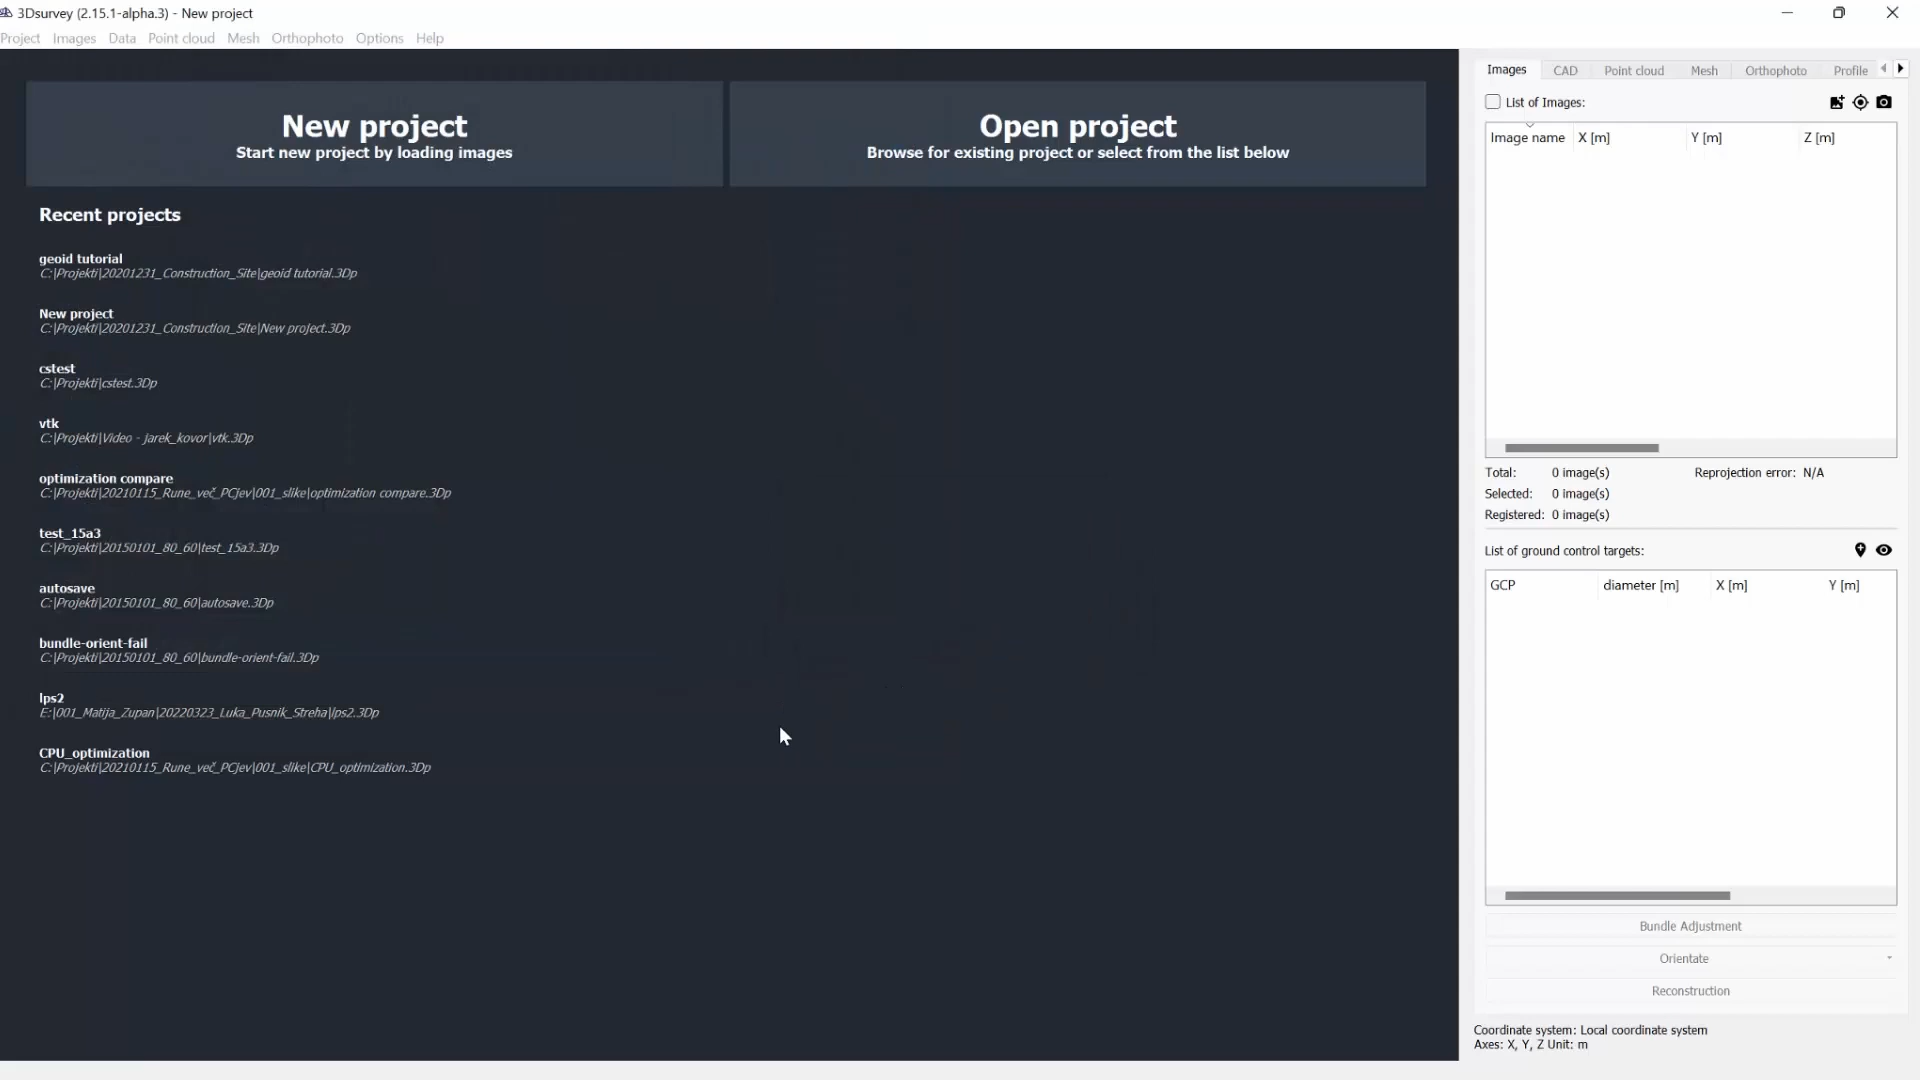 3Dsurvey (2.15.1-alpha.3) - New project
Project Images Data Point cloud Mesh Orthophoto Options Help
New project
Start new project by loading images
Open project
Browse for existing project or select from the list below
Recent projects
geoid tutorial
C:\Projekti\20201231_Construction_Site\geoid tutorial.3Dp
New project
C:\Projekti\20201231_Construction_Site\New project.3Dp
cstest
C:\Projekti\cstest.3Dp
vtk
C:\Projekti\Video - jarek_kovor\vtk.3Dp
optimization compare
C:\Projekti\20210115_Rune_več_PCjev\001_slike\optimization compare.3Dp
test_15a3
C:\Projekti\20150101_80_60\test_15a3.3Dp
autosave
C:\Projekti\20150101_80_60\autosave.3Dp
bundle-orient-fail
C:\Projekti\20150101_80_60\bundle-orient-fail.3Dp
lps2
E:\001_Matija_Zupan\20220323_Luka_Pusnik_Streha\lps2.3Dp
CPU_optimization
C:\Projekti\20210115_Rune_več_PCjev\001_slike\CPU_optimization.3Dp
Images CAD Point cloud Mesh Orthophoto Profile
List of Images:
Image name X [m] Y [m] Z [m]
Total: 0 image(s) Reprojection error: N/A
Selected: 0 image(s)
Registered: 0 image(s)
List of ground control targets:
GCP diameter [m] X [m] Y [m]
Bundle Adjustment
Orientate
Reconstruction
Coordinate system: Local coordinate system
Axes: X, Y, Z Unit: m